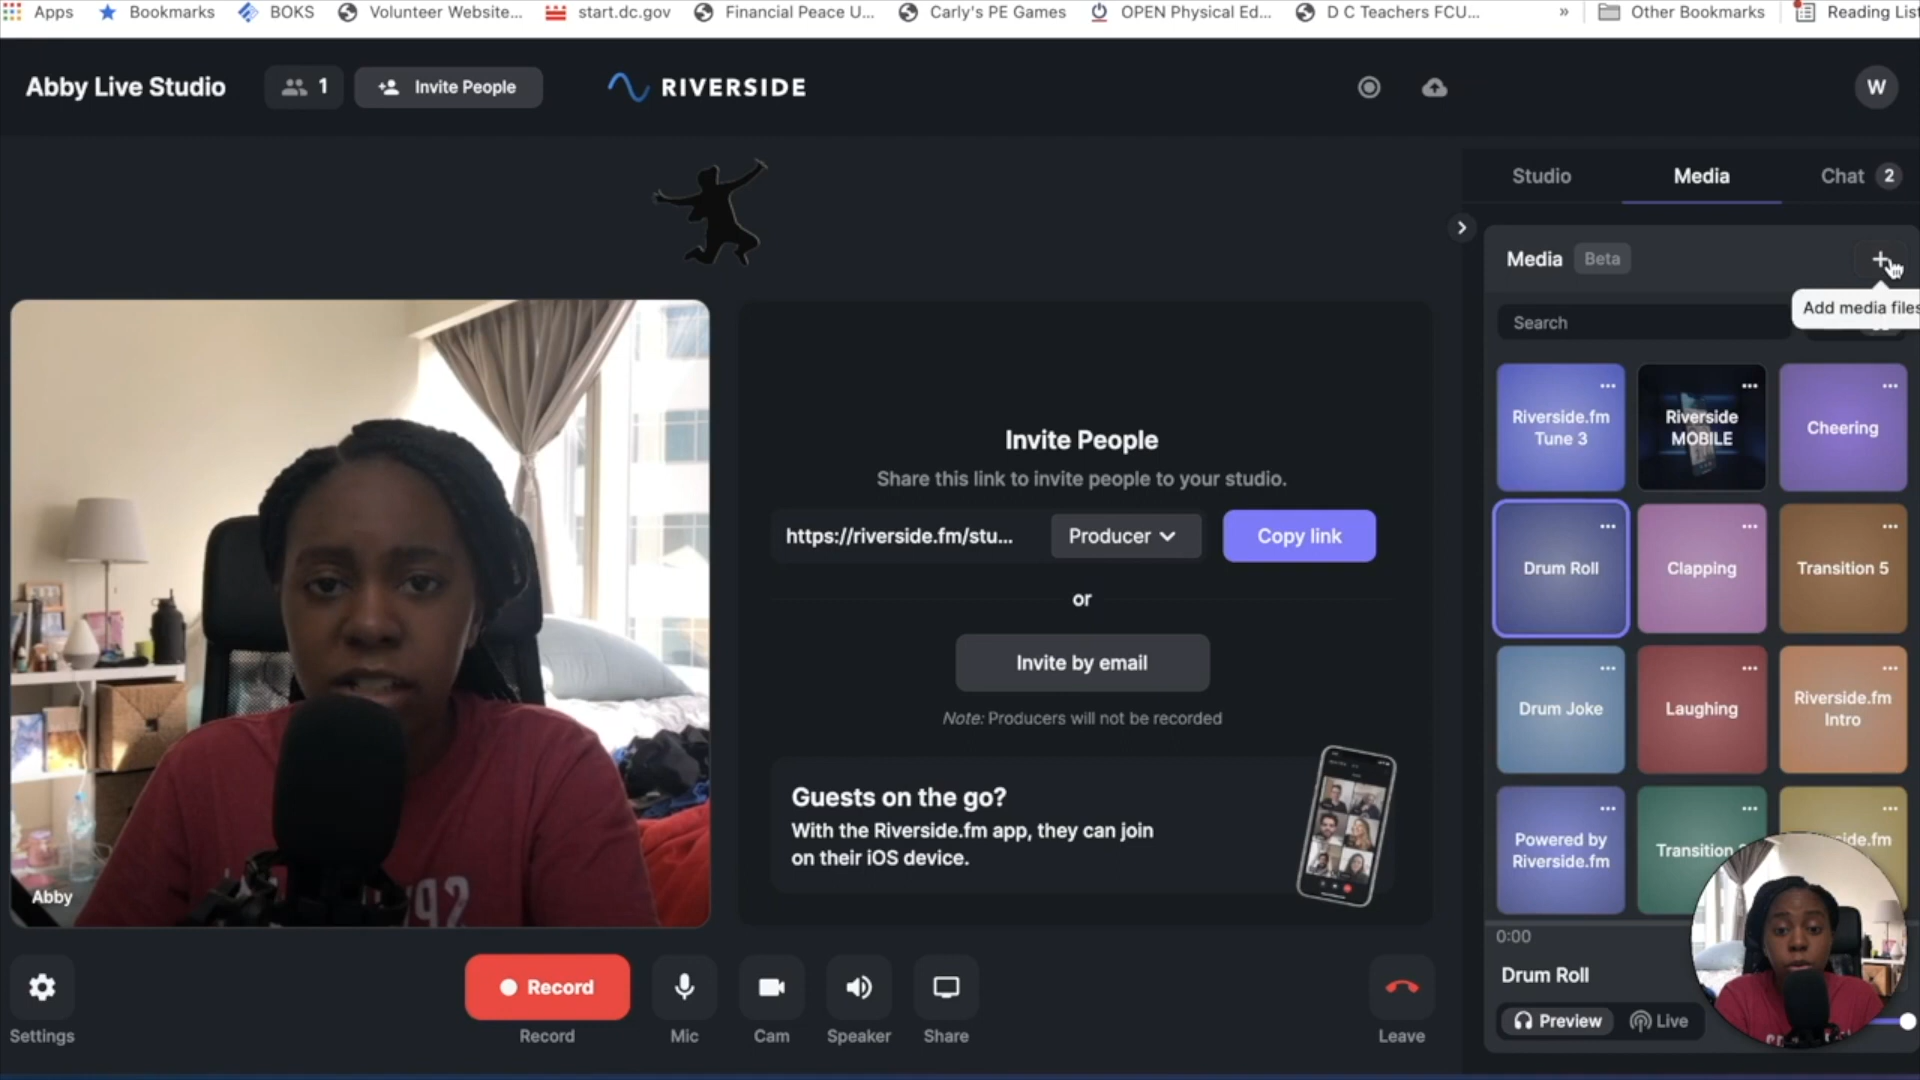 Apps
Bookmarks
BOKS
Volunteer Website...
start.dc.gov
Financial Peace U...
Carly's PE Games
OPEN Physical Ed...
D C Teachers FCU...
»
Other Bookmarks
Reading List
Abby Live Studio
1
Invite People
RIVERSIDE
W
Studio
Media
Chat 2
Media Beta
+
Add media files
Search
Riverside.fm
Tune 3
Riverside
MOBILE
Cheering
Drum Roll
Clapping
Transition 5
Drum Joke
Laughing
Riverside.fm
Intro
Powered by
Riverside.fm
Transition
0:00
Drum Roll
Preview
Live
Invite People
Share this link to invite people to your studio.
https://riverside.fm/stu...
Producer
Copy link
or
Invite by email
Note: Producers will not be recorded
Guests on the go?
With the Riverside.fm app, they can join
on their iOS device.
Abby
Settings
Record
Record
Mic
Cam
Speaker
Share
Leave